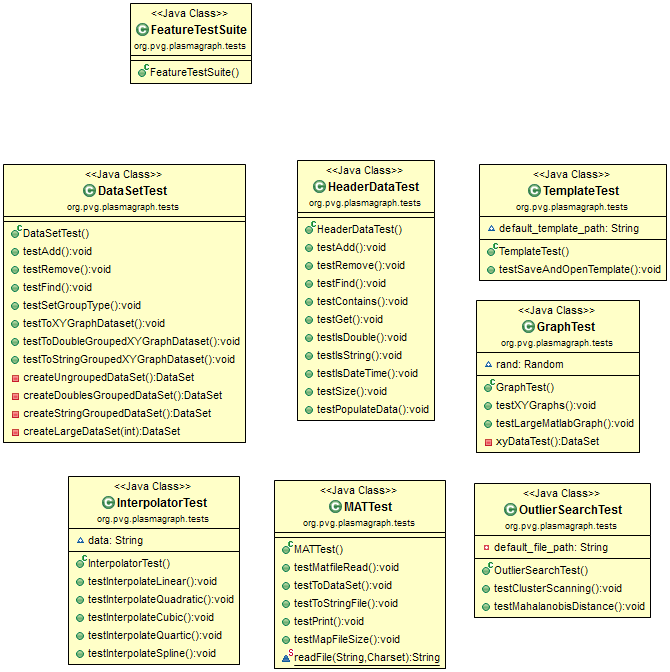 <<Java Class>>
FeatureTestSuite
org.pvg.plasmagraph.tests
FeatureTestSuite()
<<Java Class>>
DataSetTest
org.pvg.plasmagraph.tests
DataSetTest()
testAdd():void
testRemove():void
testFind():void
testSetGroupType():void
testToXYGraphDataset():void
testToDoubleGroupedXYGraphDataset():void
testToStringGroupedXYGraphDataset():void
createUngroupedDataSet():DataSet
createDoublesGroupedDataSet():DataSet
createStringGroupedDataSet():DataSet
createLargeDataSet(int):DataSet
<<Java Class>>
HeaderDataTest
org.pvg.plasmagraph.tests
HeaderDataTest()
testAdd():void
testRemove():void
testFind():void
testContains():void
testGet():void
testIsDouble():void
testIsString():void
testIsDateTime():void
testSize():void
testPopulateData():void
<<Java Class>>
TemplateTest
org.pvg.plasmagraph.tests
default_template_path: String
TemplateTest()
testSaveAndOpenTemplate():void
<<Java Class>>
GraphTest
org.pvg.plasmagraph.tests
rand: Random
GraphTest()
testXYGraphs():void
testLargeMatlabGraph():void
xyDataTest():DataSet
<<Java Class>>
InterpolatorTest
org.pvg.plasmagraph.tests
data: String
InterpolatorTest()
testInterpolateLinear():void
testInterpolateQuadratic():void
testInterpolateCubic():void
testInterpolateQuartic():void
testInterpolateSpline():void
<<Java Class>>
MATTest
org.pvg.plasmagraph.tests
MATTest()
testMatfileRead():void
testToDataSet():void
testToStringFile():void
testPrint():void
testMapFileSize():void
readFile(String,Charset):String
<<Java Class>>
OutlierSearchTest
org.pvg.plasmagraph.tests
default_file_path: String
OutlierSearchTest()
testClusterScanning():void
testMahalanobisDistance():void